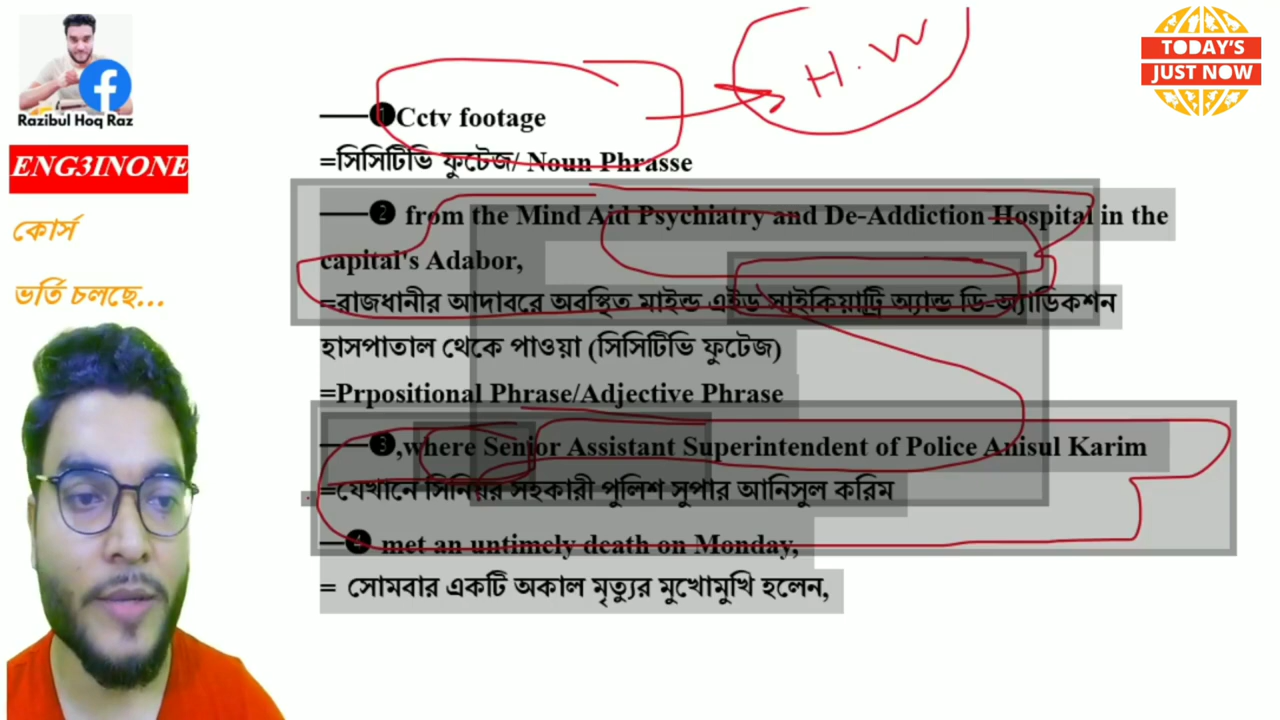 H.W
TODAY'S
JUST NOW
Razibul Hoq Raz
ENG3INONE
কোর্স
ভর্তি চলছে...
—❶Cctv footage
=সিসিটিভি ফুটেজ/ Noun Phrasse
—❷ from the Mind Aid Psychiatry and De-Addiction Hospital in the
capital's Adabor,
=রাজধানীর আদাবরে অবস্থিত মাইন্ড এইড সাইকিয়াট্রি অ্যান্ড ডি-অ্যাডিকশন
হাসপাতাল থেকে পাওয়া (সিসিটিভি ফুটেজ)
=Prpositional Phrase/Adjective Phrase
—❸,where Senior Assistant Superintendent of Police Anisul Karim
=যেখানে সিনিয়র সহকারী পুলিশ সুপার আনিসুল করিম
—❹ met an untimely death on Monday,
= সোমবার একটি অকাল মৃত্যুর মুখোমুখি হলেন,